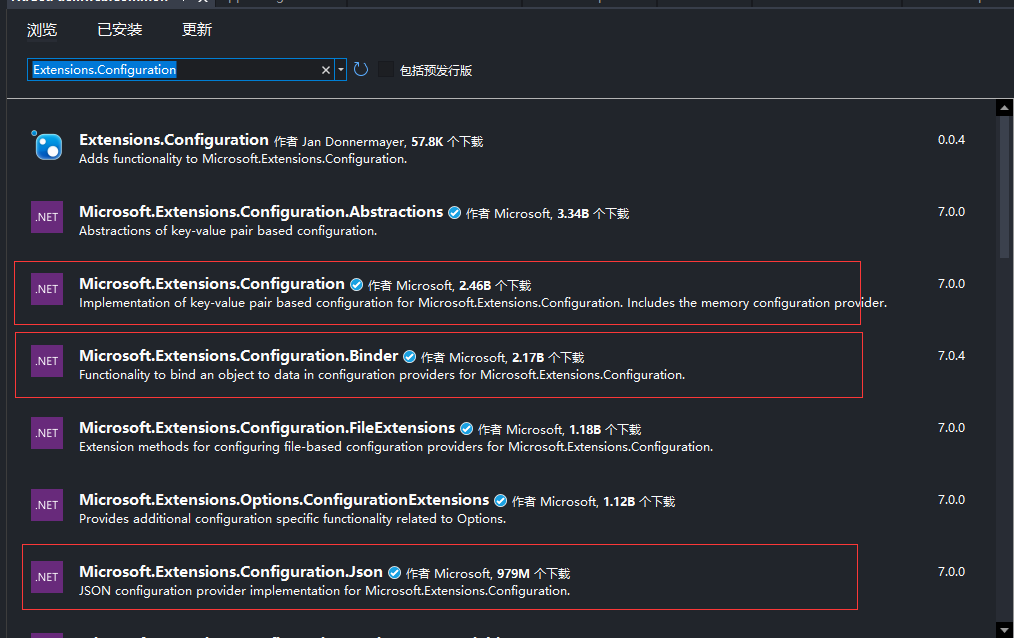 浏览 已安装 更新
Extensions.Configuration 包括预发行版
Extensions.Configuration 作者 Jan Donnermayer, 57.8K 个下载 0.0.4
Adds functionality to Microsoft.Extensions.Configuration.
.NET Microsoft.Extensions.Configuration.Abstractions 作者 Microsoft, 3.34B 个下载 7.0.0
Abstractions of key-value pair based configuration.
.NET Microsoft.Extensions.Configuration 作者 Microsoft, 2.46B 个下载 7.0.0
Implementation of key-value pair based configuration for Microsoft.Extensions.Configuration. Includes the memory configuration provider.
.NET Microsoft.Extensions.Configuration.Binder 作者 Microsoft, 2.17B 个下载 7.0.4
Functionality to bind an object to data in configuration providers for Microsoft.Extensions.Configuration.
.NET Microsoft.Extensions.Configuration.FileExtensions 作者 Microsoft, 1.18B 个下载 7.0.0
Extension methods for configuring file-based configuration providers for Microsoft.Extensions.Configuration.
.NET Microsoft.Extensions.Options.ConfigurationExtensions 作者 Microsoft, 1.12B 个下载 7.0.0
Provides additional configuration specific functionality related to Options.
.NET Microsoft.Extensions.Configuration.Json 作者 Microsoft, 979M 个下载 7.0.0
JSON configuration provider implementation for Microsoft.Extensions.Configuration.